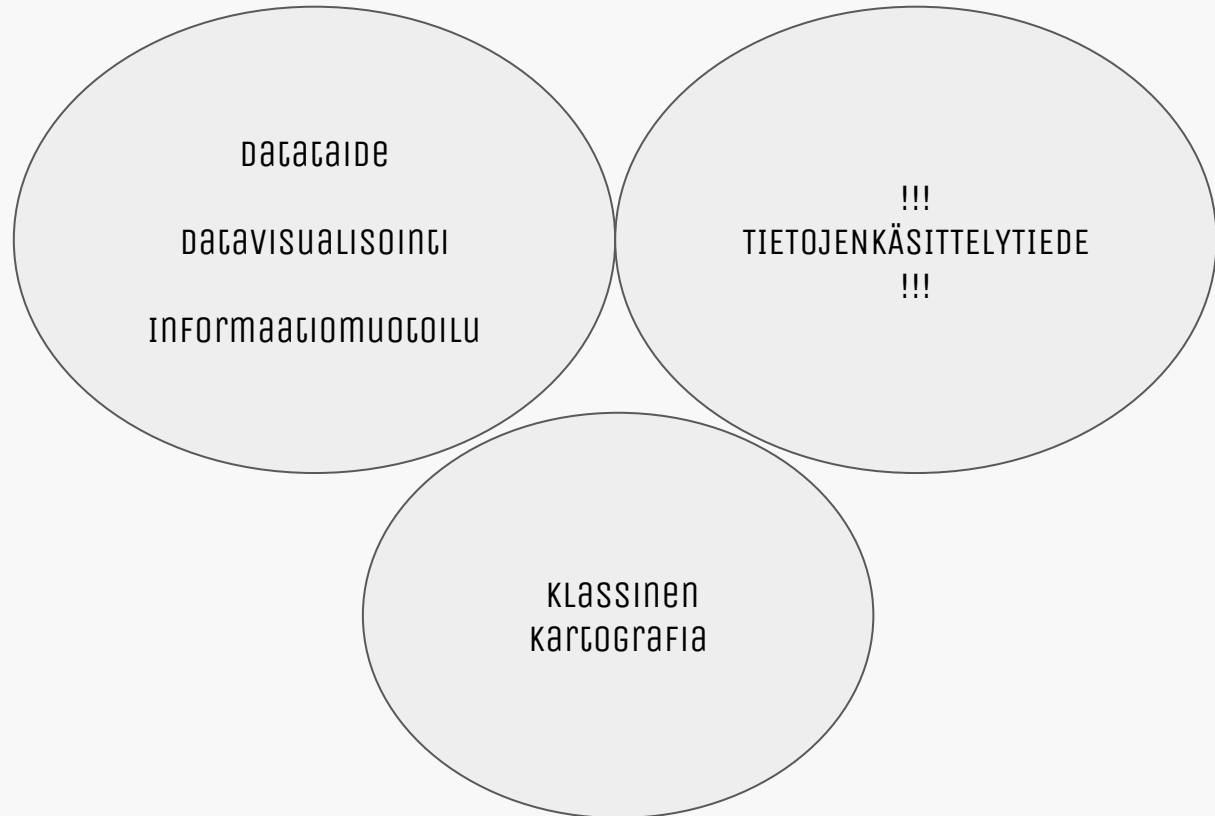 Datataide
Datavisualisointi
Informaatiomuotoilu
!!!
TIETOJENKÄSITTELYTIEDE
!!!
Klassinen
Kartografia